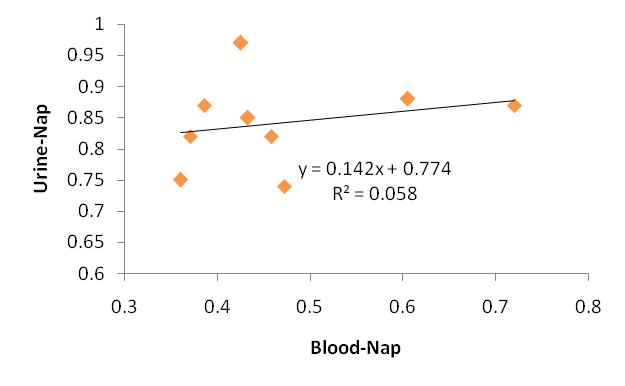 1
0.95
0.9
0.85
0.8
0.75
0.7
0.65
0.6
Urine-Nap
y = 0.142x + 0.774
R² = 0.058
0.3 0.4 0.5 0.6 0.7 0.8
Blood-Nap